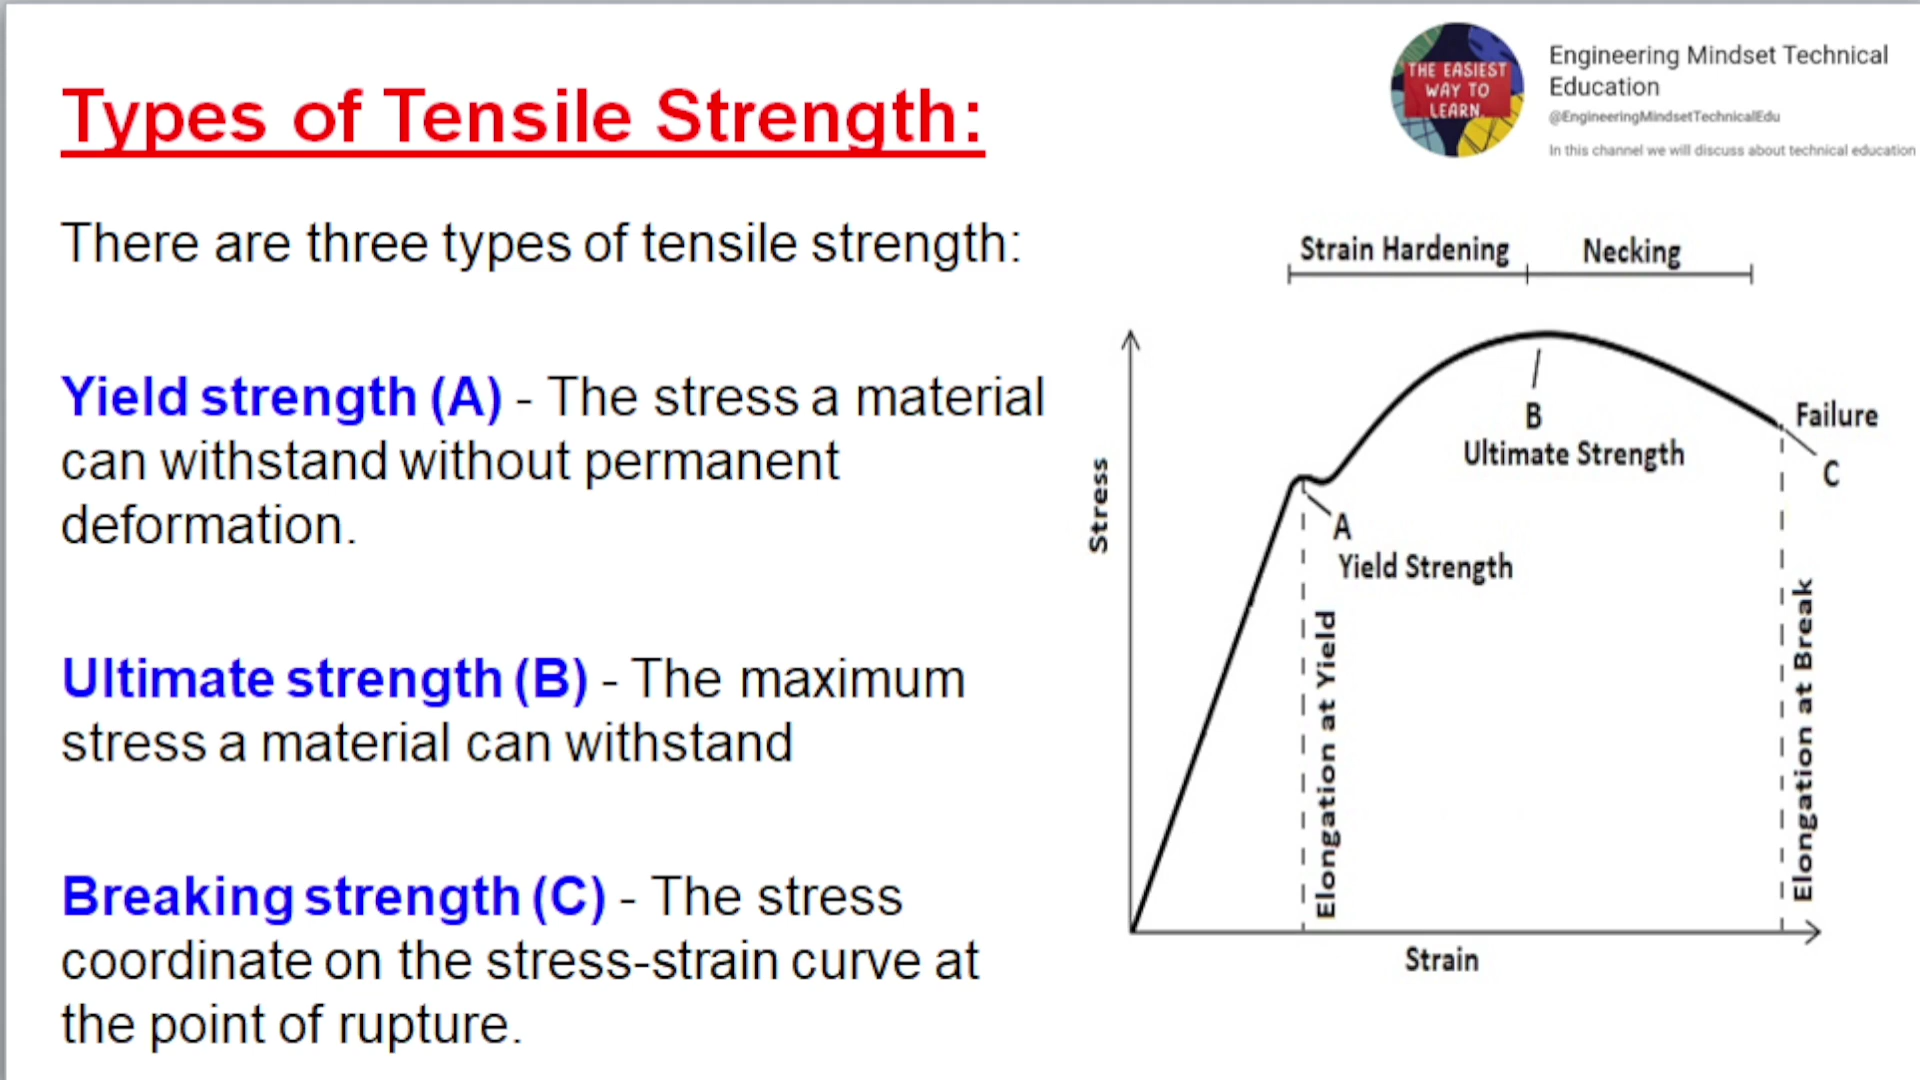 Types of Tensile Strength:
THE EASIEST
WAY TO
LEARN.
Engineering Mindset Technical
Education
@EngineeringMindsetTechnicalEdu
In this channel we will discuss about technical education
There are three types of tensile strength:
Yield strength (A) - The stress a material
can withstand without permanent
deformation.
Ultimate strength (B) - The maximum
stress a material can withstand
Breaking strength (C) - The stress
coordinate on the stress-strain curve at
the point of rupture.
Strain Hardening
Necking
Stress
B
Ultimate Strength
Failure
C
A
Yield Strength
Elongation at Yield
Elongation at Break
Strain